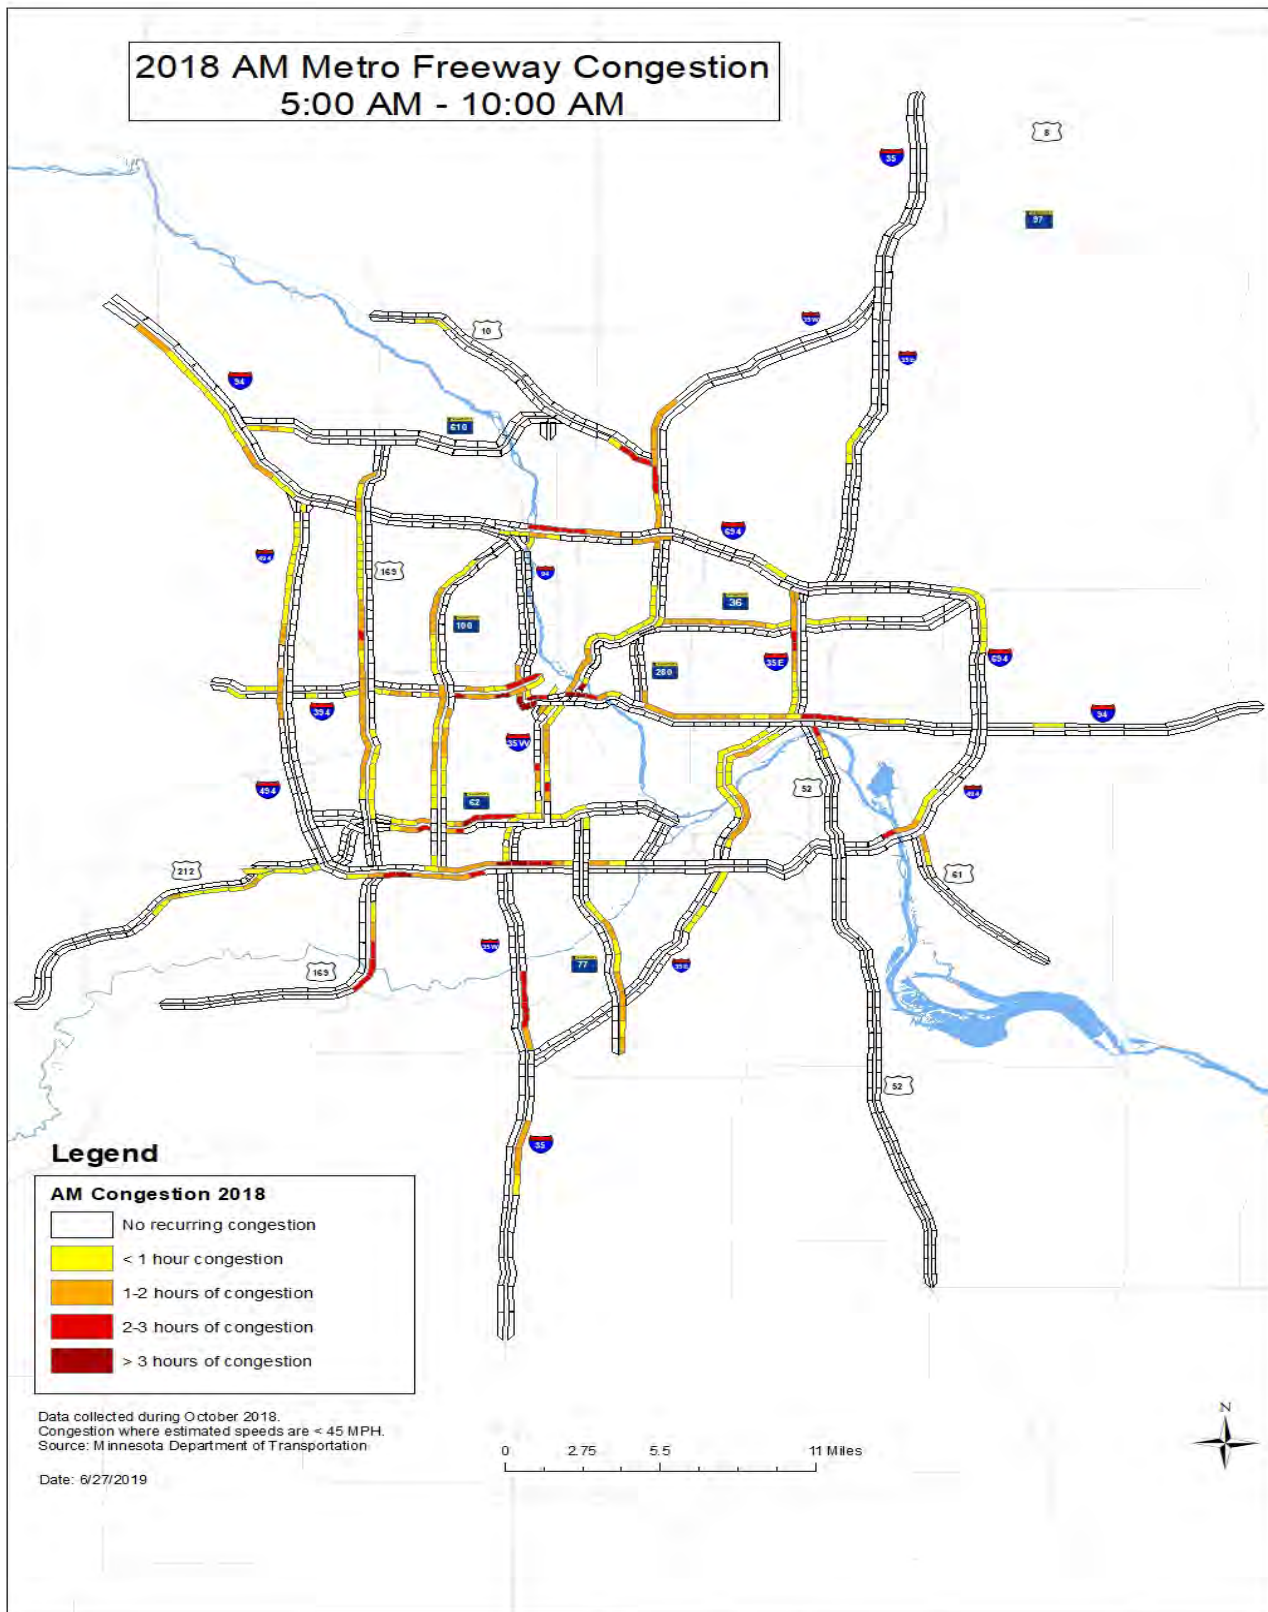 2018 AM Metro Freeway Congestion
5:00 AM - 10:00 AM
8
35
97
35W
10
35E
94
610
694
494
169
94
36
100
35E
694
280
394
94
35W
52
494
494
62
212
61
35W
169
77
35E
52
35
Legend
AM Congestion 2018
No recurring congestion
< 1 hour congestion
1-2 hours of congestion
2-3 hours of congestion
> 3 hours of congestion
Data collected during October 2018.
Congestion where estimated speeds are < 45 MPH.
Source: Minnesota Department of Transportation
Date: 6/27/2019
0 2.75 5.5 11 Miles
N